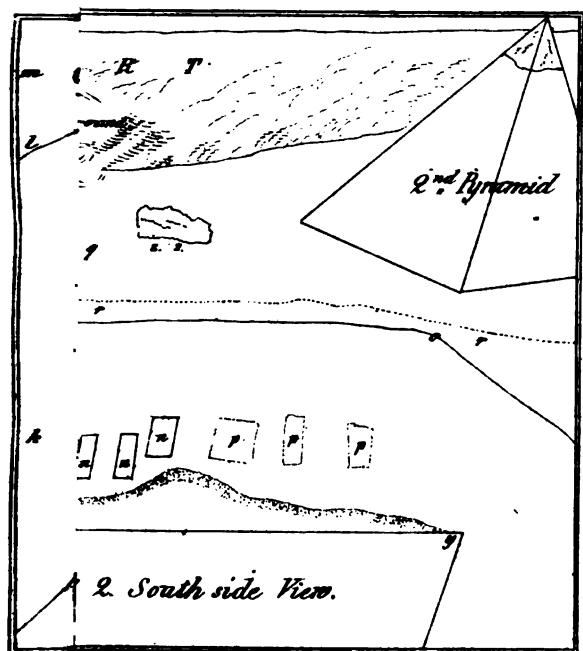 m R T
l
2nd Pyramid
z. z.
q
r
o r
k n n n p p p
y
2. South side View.